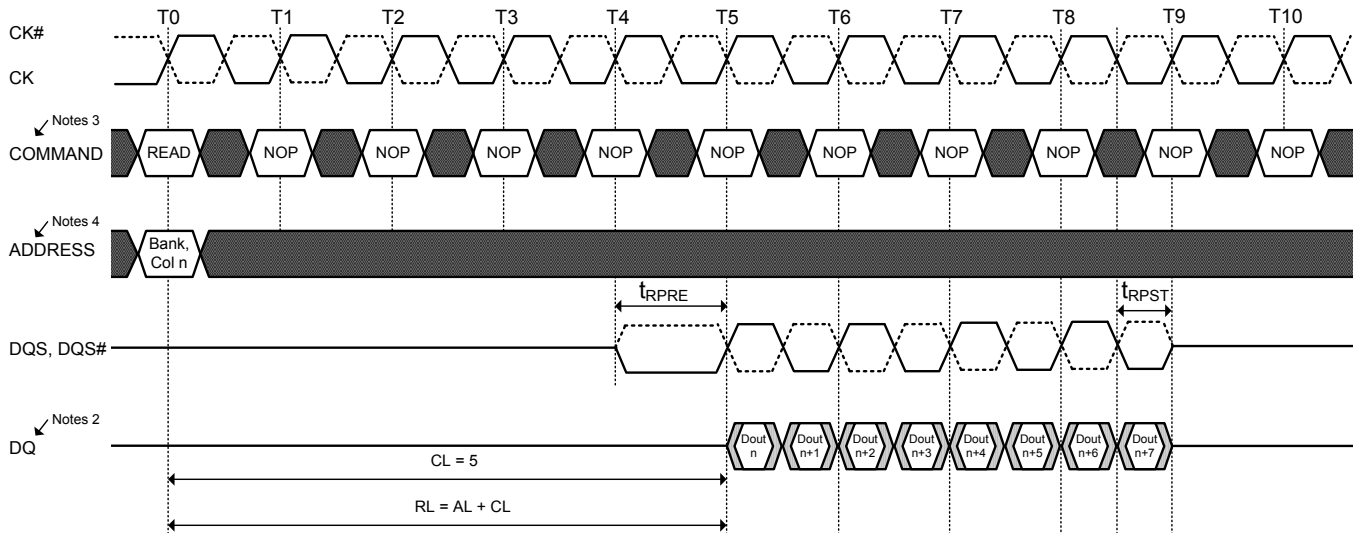 T0 T1 T2 T3 T4 T5 T6 T7 T8 T9 T10
CK#
CK
Notes 3
COMMAND READ NOP NOP NOP NOP NOP NOP NOP NOP NOP NOP
Notes 4
ADDRESS
Bank,
Col n
tRPRE tRPST
DQS, DQS#
Notes 2
DQ
Dout Dout Dout Dout Dout Dout Dout Dout
n n+1 n+2 n+3 n+4 n+5 n+6 n+7
CL = 5
RL = AL + CL